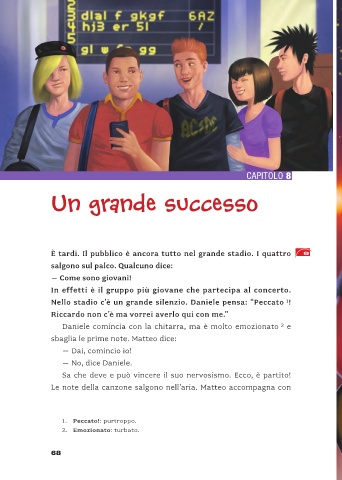 dlal f gkgf 6AZ
hj3 er 5l /
gl w fr gg
CAPITOLO 8
Un grande successo
È tardi. Il pubblico è ancora tutto nel grande stadio. I quattro
salgono sul palco. Qualcuno dice:
— Come sono giovani!
In effetti è il gruppo più giovane che partecipa al concerto.
Nello stadio c'è un grande silenzio. Daniele pensa: "Peccato ¹!
Riccardo non c'è ma vorrei averlo qui con me."
Daniele comincia con la chitarra, ma è molto emozionato ² e
sbaglia le prime note. Matteo dice:
— Dai, comincio io!
— No, dice Daniele.
Sa che deve e può vincere il suo nervosismo. Ecco, è partito!
Le note della canzone salgono nell'aria. Matteo accompagna con
1. Peccato!: purtroppo.
2. Emozionato: turbato.
68